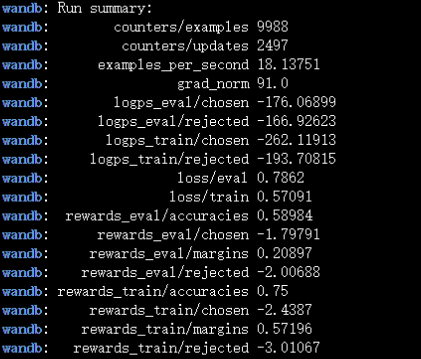 wandb: Run summary:
wandb: counters/examples 9988
wandb: counters/updates 2497
wandb: examples_per_second 18.13751
wandb: grad_norm 91.0
wandb: logps_eval/chosen -176.06899
wandb: logps_eval/rejected -166.92623
wandb: logps_train/chosen -262.11913
wandb: logps_train/rejected -193.70815
wandb: loss/eval 0.7862
wandb: loss/train 0.57091
wandb: rewards_eval/accuracies 0.58984
wandb: rewards_eval/chosen -1.79791
wandb: rewards_eval/margins 0.20897
wandb: rewards_eval/rejected -2.00688
wandb: rewards_train/accuracies 0.75
wandb: rewards_train/chosen -2.4387
wandb: rewards_train/margins 0.57196
wandb: rewards_train/rejected -3.01067